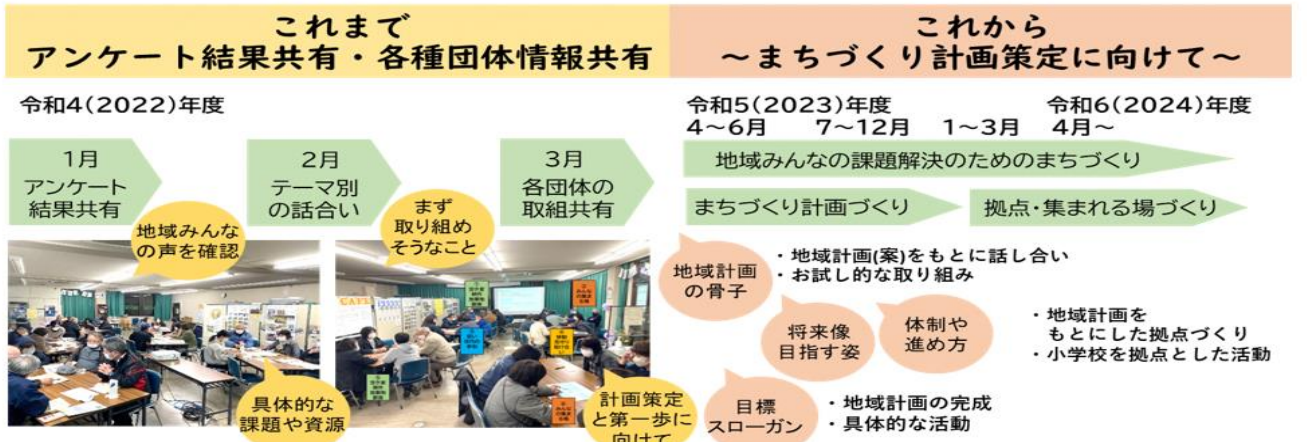 これまで
アンケート結果共有・各種団体情報共有
これから
～まちづくり計画策定に向けて～
令和4(2022)年度
1月
アンケート
結果共有
2月
テーマ別
の話合い
3月
各団体の
取組共有
地域みんな
の声を確認
まず
取り組め
そうなこと
具体的な
課題や資源
計画策定
と第一歩に
向けて
CAFE
令和5(2023)年度
令和6(2024)年度
4～6月
7～12月
1～3月
4月～
地域みんなの課題解決のためのまちづくり
まちづくり計画づくり
拠点・集まれる場づくり
地域計画
の骨子
・地域計画(案)をもとに話し合い
・お試し的な取り組み
将来像
目指す姿
体制や
進め方
・地域計画を
もとにした拠点づくり
・小学校を拠点とした活動
目標
スローガン
・地域計画の完成
・具体的な活動